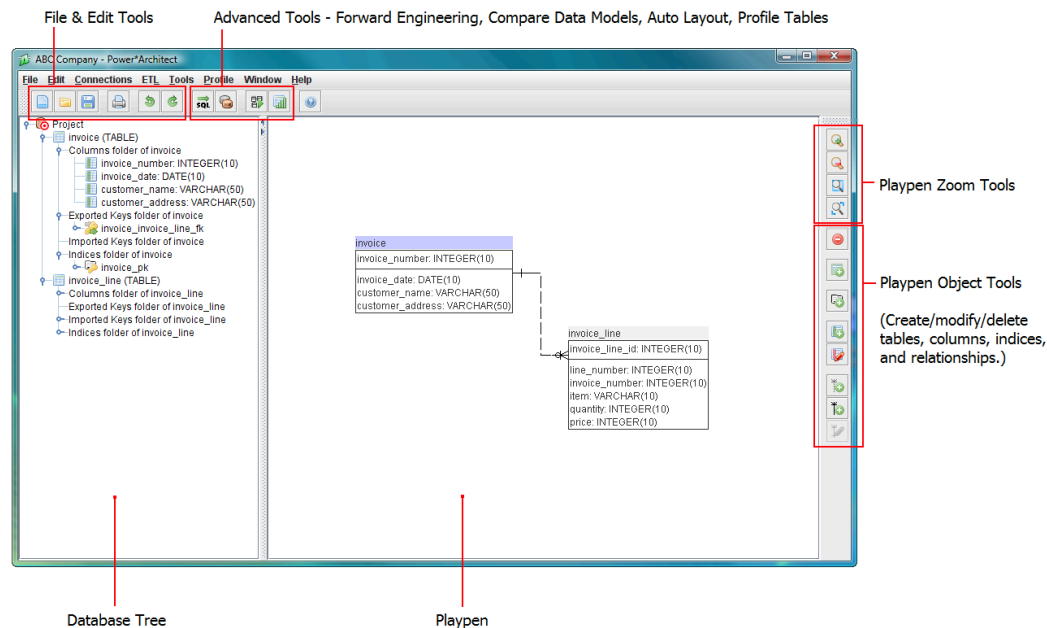 File & Edit Tools
Advanced Tools - Forward Engineering, Compare Data Models, Auto Layout, Profile Tables
ABC Company - Power*Architect
File Edit Connections ETL Tools Profile Window Help
SQL
Project
invoice (TABLE)
Columns folder of invoice
invoice_number: INTEGER(10)
invoice_date: DATE(10)
customer_name: VARCHAR(50)
customer_address: VARCHAR(50)
Exported Keys folder of invoice
invoice_invoice_line_fk
Imported Keys folder of invoice
Indices folder of invoice
invoice_pk
invoice_line (TABLE)
Columns folder of invoice_line
Exported Keys folder of invoice_line
Imported Keys folder of invoice_line
Indices folder of invoice_line
invoice
invoice_number: INTEGER(10)
invoice_date: DATE(10)
customer_name: VARCHAR(50)
customer_address: VARCHAR(50)
invoice_line
invoice_line_id: INTEGER(10)
line_number: INTEGER(10)
invoice_number: INTEGER(10)
item: VARCHAR(10)
quantity: INTEGER(10)
price: INTEGER(10)
Playpen Zoom Tools
Playpen Object Tools
(Create/modify/delete
tables, columns, indices,
and relationships.)
Database Tree
Playpen